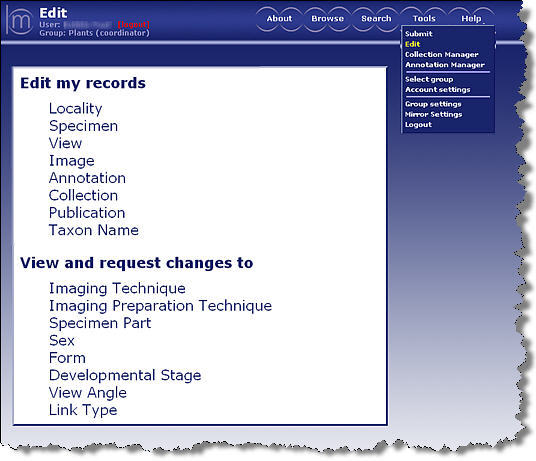 Edit
User:
Group: Plants (coordinator)
About Browse Search Tools Help
Submit
Edit
Collection Manager
Annotation Manager
Select group
Account settings
Group settings
Mirror Settings
Logout
Edit my records
Locality
Specimen
View
Image
Annotation
Collection
Publication
Taxon Name
View and request changes to
Imaging Technique
Imaging Preparation Technique
Specimen Part
Sex
Form
Developmental Stage
View Angle
Link Type